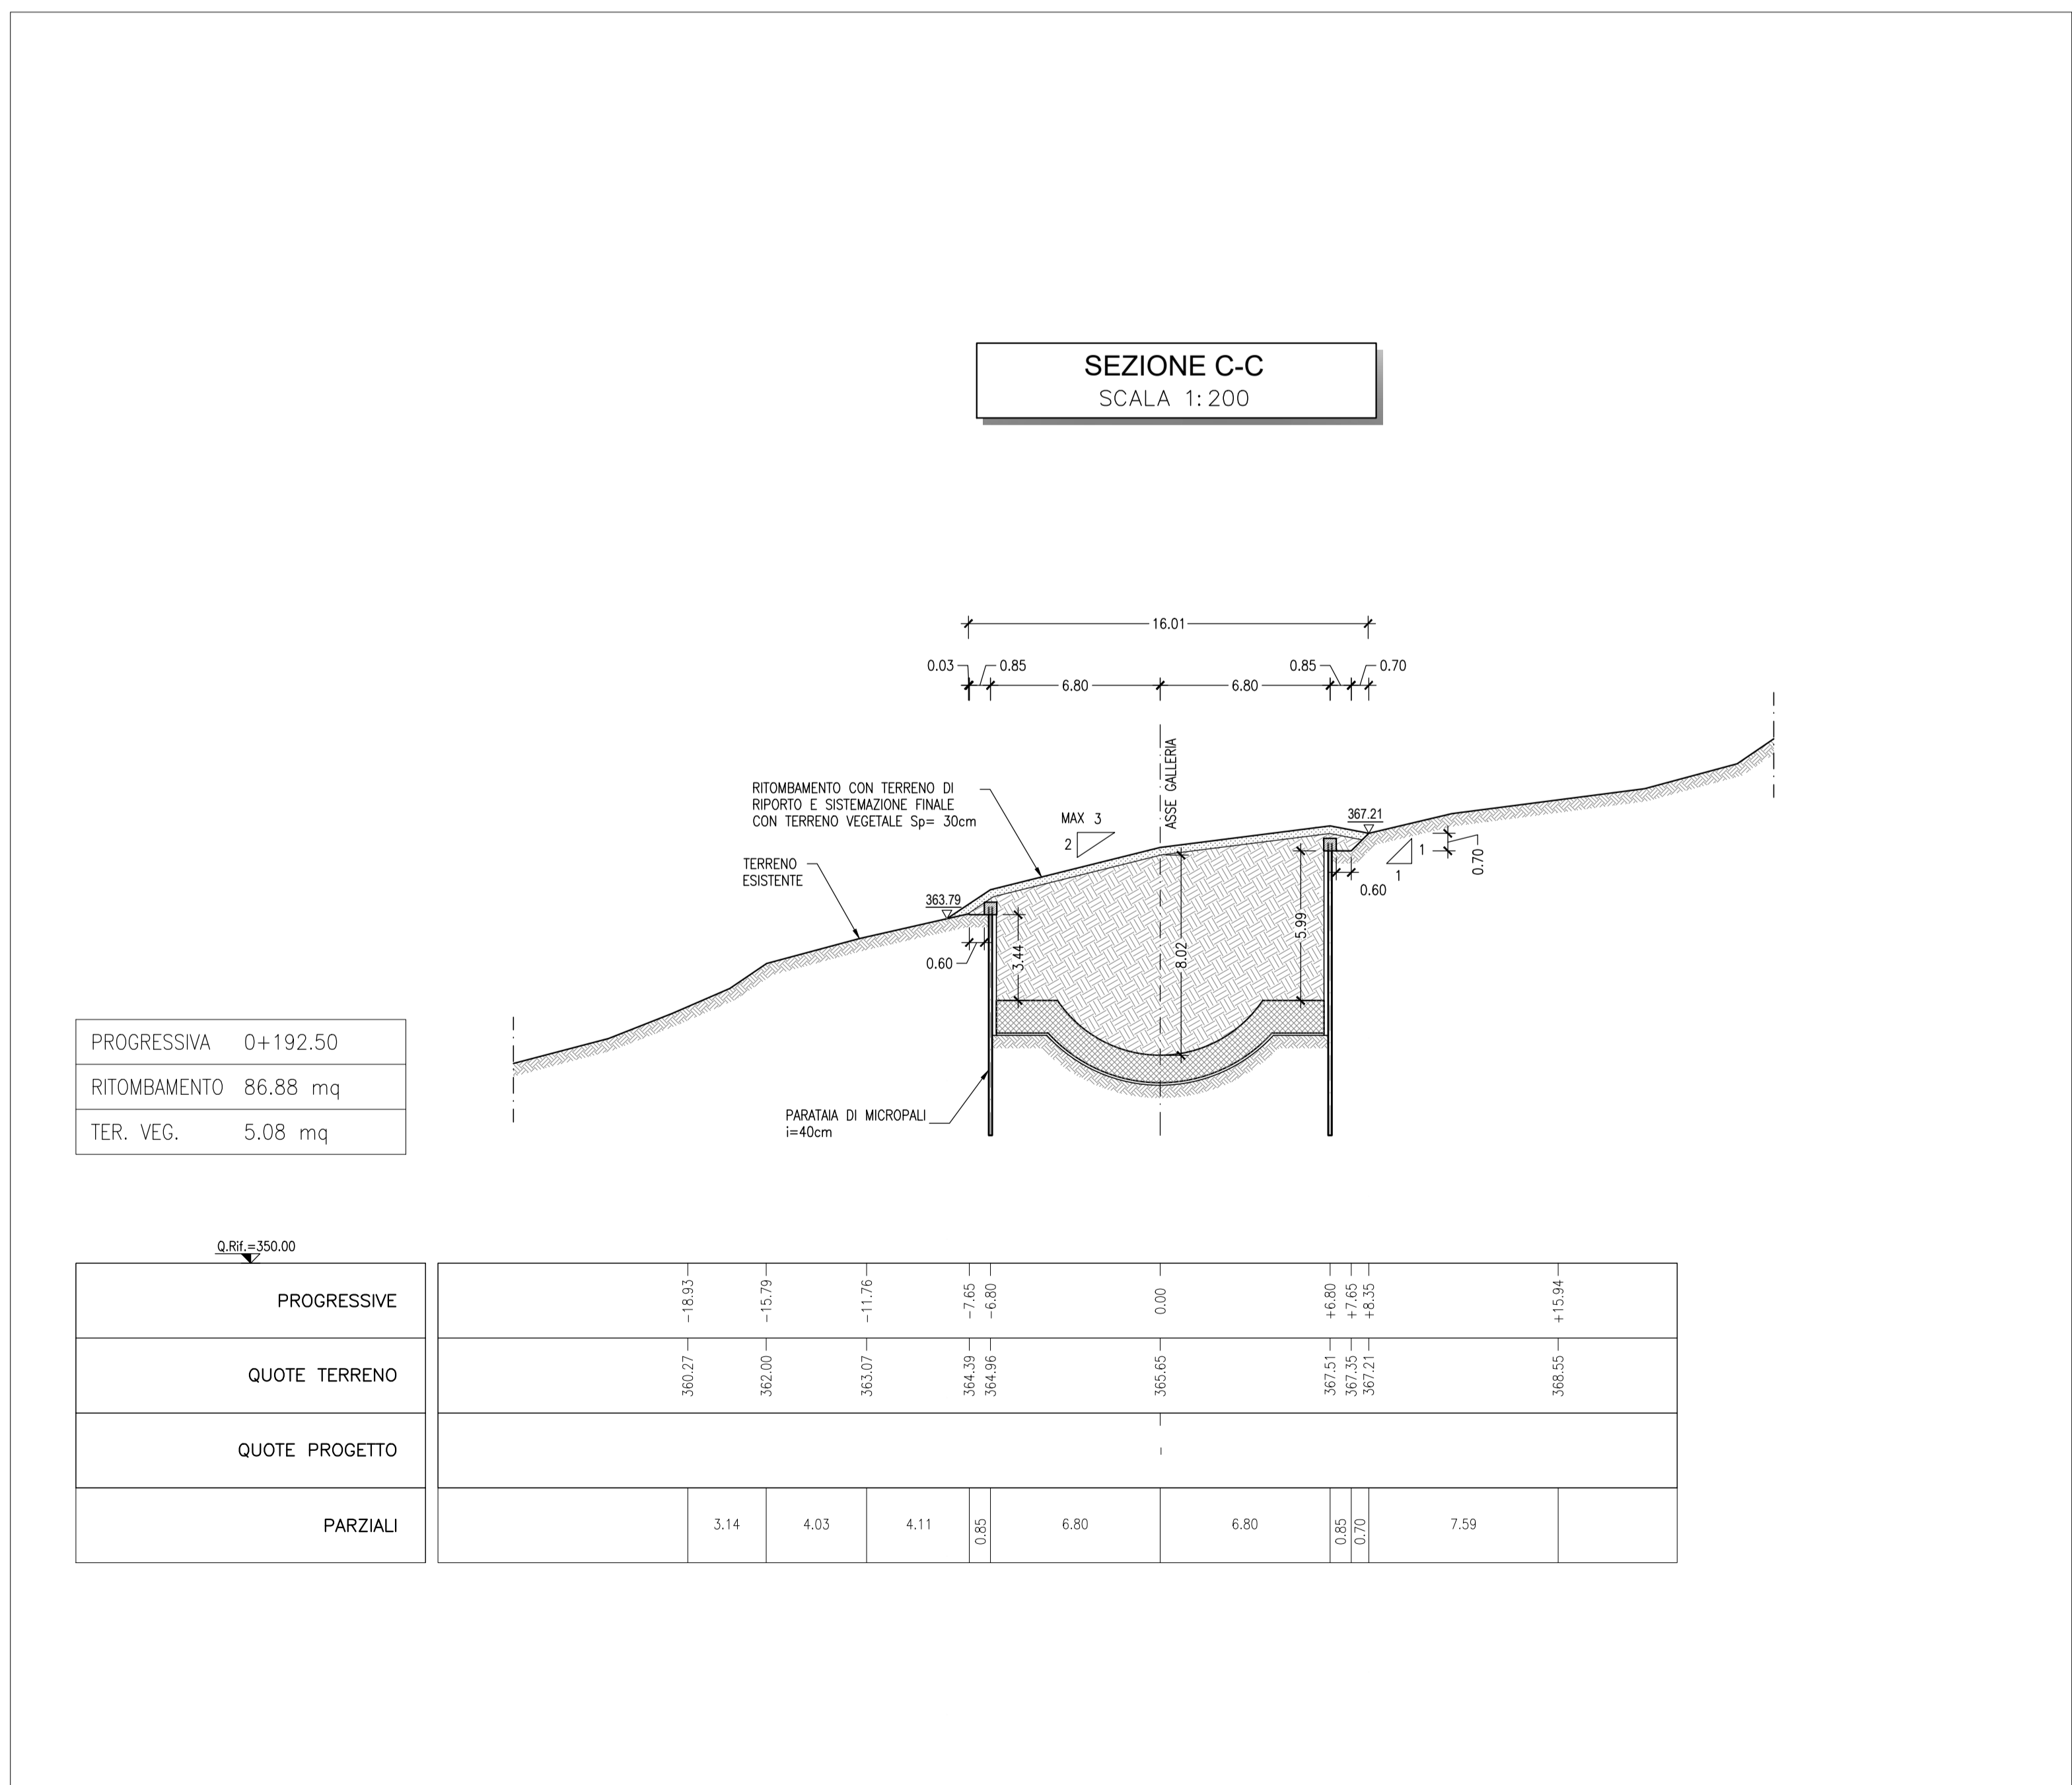 SEZIONE C-C
SCALA 1:200
16.01
0.03
0.85
6.80
6.80
0.85
0.70
ASSE GALLERIA
RITOMBAMENTO CON TERRENO DI
RIPORTO E SISTEMAZIONE FINALE
CON TERRENO VEGETALE Sp= 30cm
MAX 3
2
367.21
1
1
0.70
0.60
TERRENO
ESISTENTE
363.79
0.60
3.44
8.02
5.99
PARATAIA DI MICROPALI
i=40cm
PROGRESSIVA 0+192.50
RITOMBAMENTO 86.88 mq
TER. VEG. 5.08 mq
Q.Rif.=350.00
PROGRESSIVE -18.93 -15.79 -11.76 -7.65 -6.80 0.00 +6.80 +7.65 +8.35 +15.94
QUOTE TERRENO 360.27 362.00 363.07 364.39 364.96 365.65 367.51 367.35 367.21 368.55
QUOTE PROGETTO -
PARZIALI 3.14 4.03 4.11 0.85 6.80 6.80 0.85 0.70 7.59